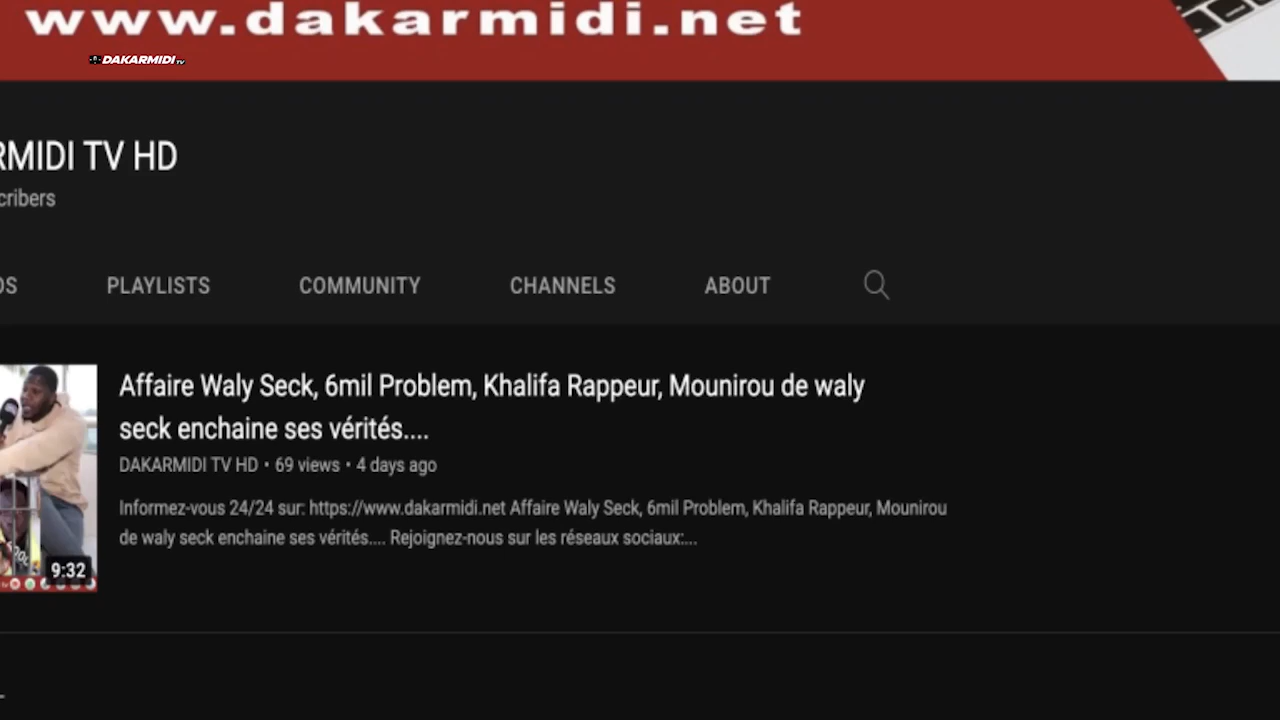 www.dakarmidi.net
DAKARMIDI TV
RMIDI TV HD
cribers
OS PLAYLISTS COMMUNITY CHANNELS ABOUT
Affaire Waly Seck, 6mil Problem, Khalifa Rappeur, Mounirou de waly
seck enchaine ses vérités....
DAKARMIDI TV HD • 69 views • 4 days ago
Informez-vous 24/24 sur: https://www.dakarmidi.net Affaire Waly Seck, 6mil Problem, Khalifa Rappeur, Mounirou
de waly seck enchaine ses vérités.... Rejoignez-nous sur les réseaux sociaux:...
9:32